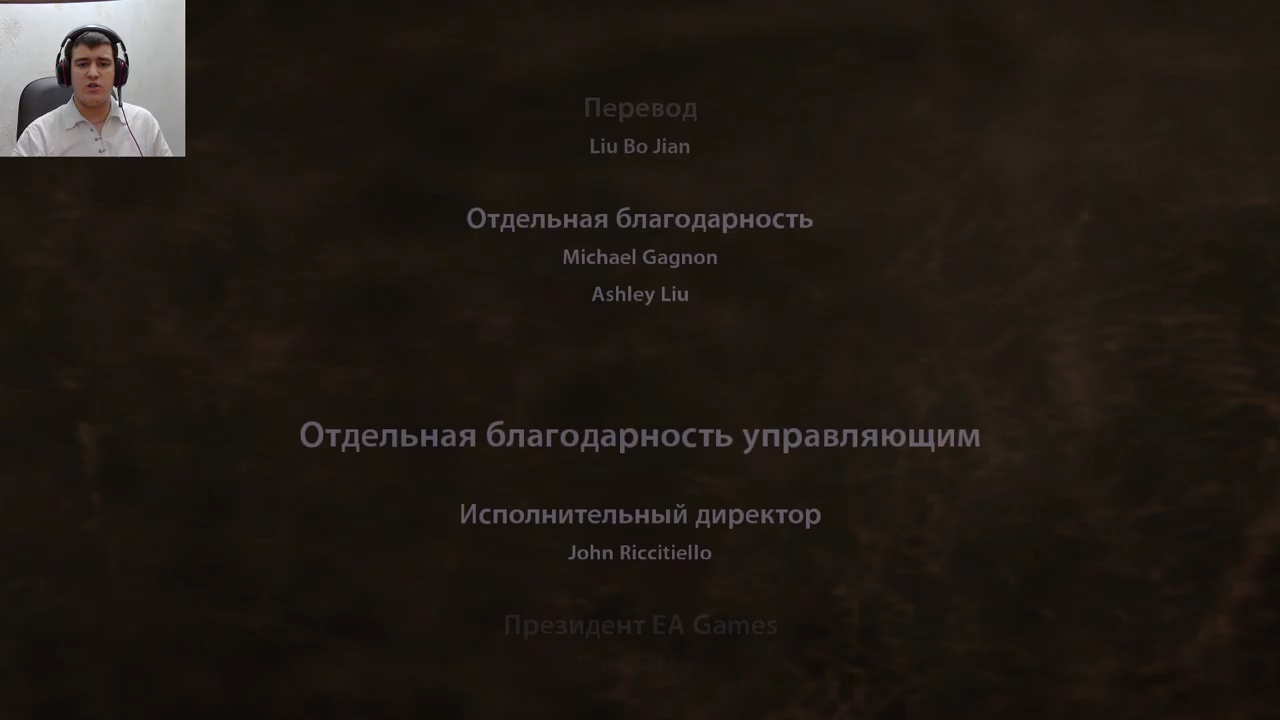 Перевод
Liu Bo Jian
Отдельная благодарность
Michael Gagnon
Ashley Liu
Отдельная благодарность управляющим
Исполнительный директор
John Riccitiello
Президент EA Games